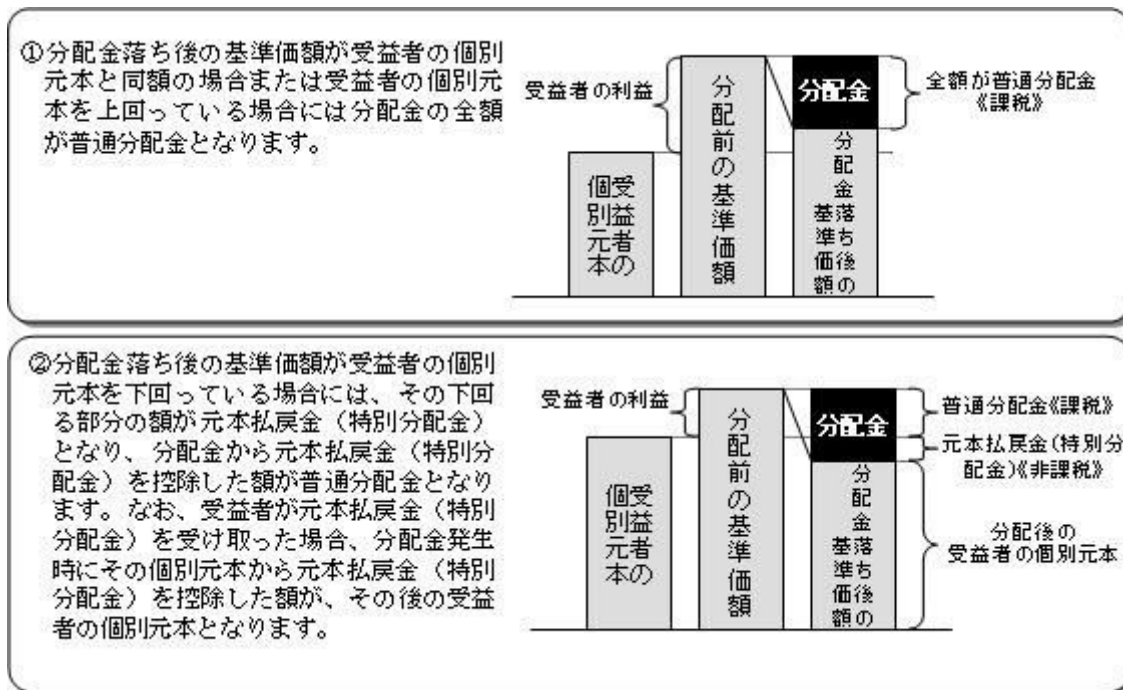 ①分配金落ち後の基準価額が受益者の個別
元本と同額の場合または受益者の個別元
本を上回っている場合には分配金の全額
が普通分配金となります。
受益者の利益
受益者の
個別元本
分配前の基準価額
分配金
分配金落ち後の
基準価額
全額が普通分配金
《課税》
②分配金落ち後の基準価額が受益者の個別
元本を下回っている場合には、その下回
る部分の額が元本払戻金（特別分配金）
となり、分配金から元本払戻金（特別分
配金）を控除した額が普通分配金となり
ます。なお、受益者が元本払戻金（特別
分配金）を受け取った場合、分配金発生
時にその個別元本から元本払戻金（特別
分配金）を控除した額が、その後の受益
者の個別元本となります。
受益者の利益
受益者の
個別元本
分配前の基準価額
分配金
分配金落ち後の
基準価額
普通分配金《課税》
元本払戻金(特別分
配金)《非課税》
分配後の
受益者の個別元本